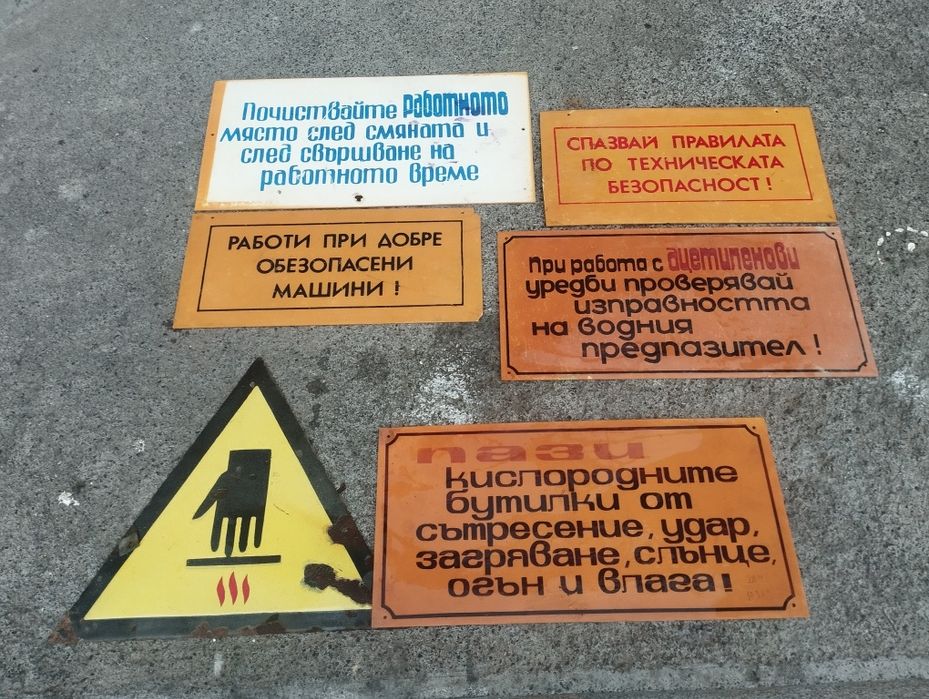 Почиствайте работното
място след смяната и
след свършване на
работното време
СПАЗВАЙ ПРАВИЛАТА
ПО ТЕХНИЧЕСКАТА
БЕЗОПАСНОСТ!
РАБОТИ ПРИ ДОБРЕ
ОБЕЗОПАСЕНИ
МАШИНИ!
При работа с ацетиленови
уредби проверявай
изправността
на водния
предпазител!
Пази
кислородните
бутилки от
сътресение, удар,
загряване, слънце,
огън и влага!